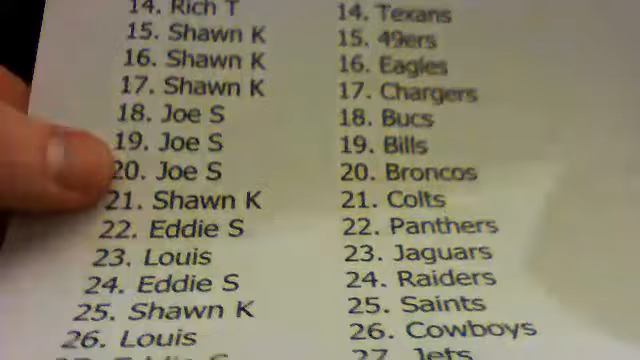 14. Rich T 14. Texans
15. Shawn K 15. 49ers
16. Shawn K 16. Eagles
17. Shawn K 17. Chargers
18. Joe S 18. Bucs
19. Joe S 19. Bills
20. Joe S 20. Broncos
21. Shawn K 21. Colts
22. Eddie S 22. Panthers
23. Louis 23. Jaguars
24. Eddie S 24. Raiders
25. Shawn K 25. Saints
26. Louis 26. Cowboys
27. Eddie S 27. Jets